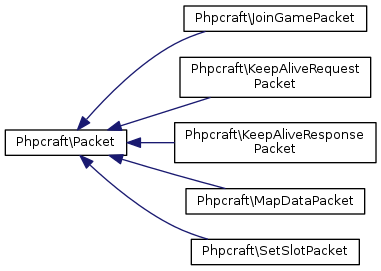 Phpcraft\JoinGamePacket
Phpcraft\KeepAliveRequest
Packet
Phpcraft\Packet
Phpcraft\KeepAliveResponse
Packet
Phpcraft\MapDataPacket
Phpcraft\SetSlotPacket